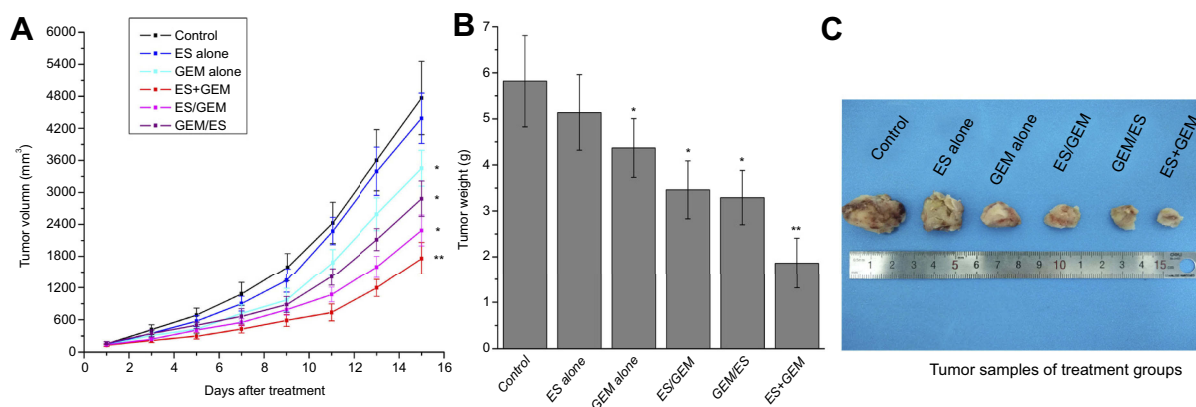 A
6000
5400
4800
4200
3600
3000
2400
1800
1200
600
0
Tumor volumn (mm³)
Control
ES alone
GEM alone
ES+GEM
ES/GEM
GEM/ES
*
*
*
**
0 2 4 6 8 10 12 14 16
Days after treatment
B
7
6
5
4
3
2
1
0
Tumor weight (g)
*
*
*
**
Control
ES alone
GEM alone
ES/GEM
GEM/ES
ES+GEM
C
Control
ES alone
GEM alone
ES/GEM
GEM/ES
ES+GEM
1 2 3 4 5 6 7 8 9 10 1 2 3 4 15
Tumor samples of treatment groups